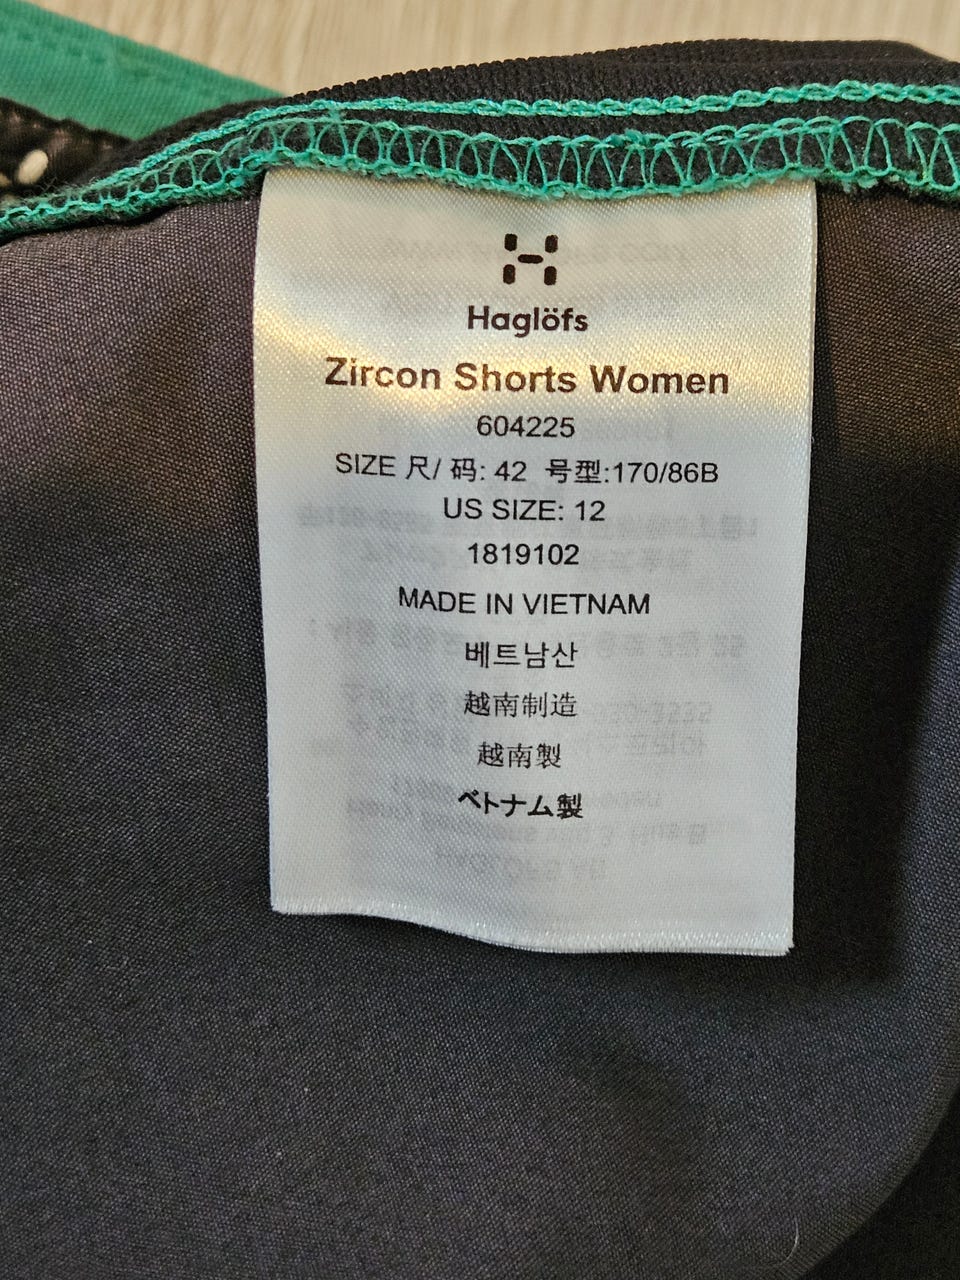 Haglöfs
Zircon Shorts Women
604225
SIZE 尺/ 码: 42 号型:170/86B
US SIZE: 12
1819102
MADE IN VIETNAM
베트남산
越南制造
越南製
ベトナム製